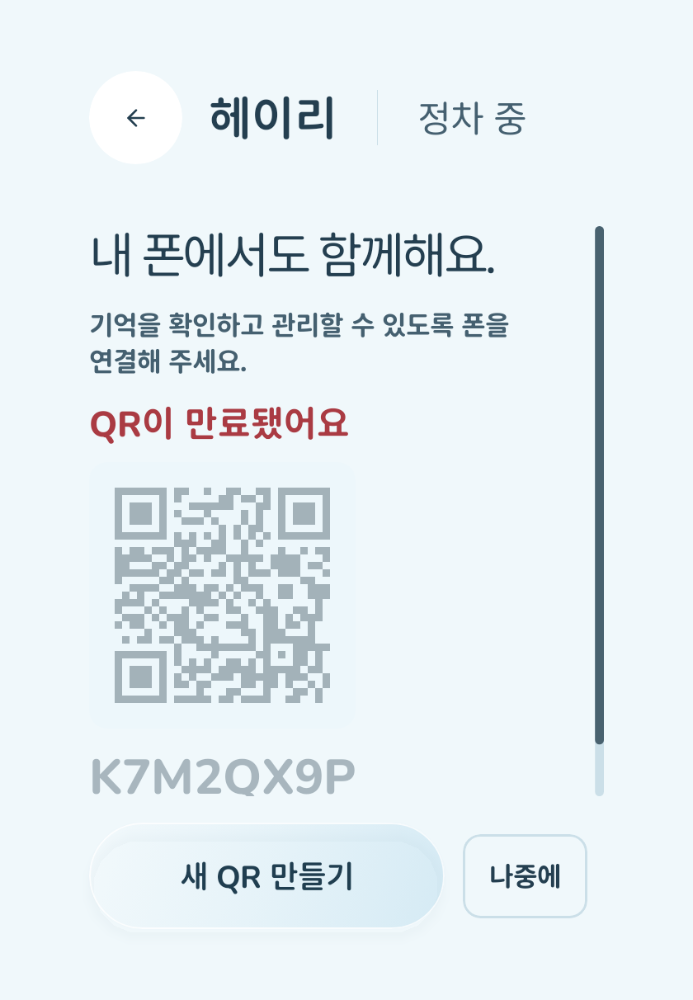 헤이리
정차 중
내 폰에서도 함께해요.
기억을 확인하고 관리할 수 있도록 폰을
연결해 주세요.
QR이 만료됐어요
K7M2QX9P
새 QR 만들기
나중에